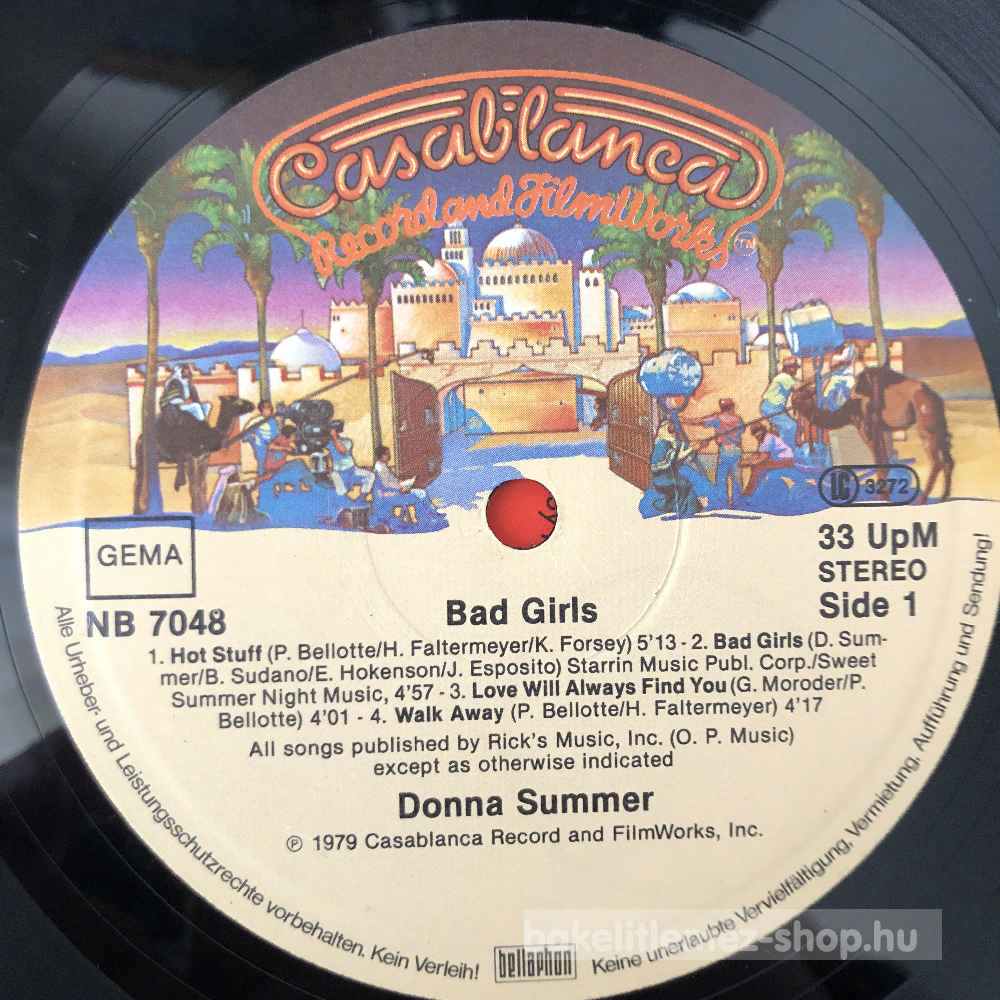 Casablanca
Record and FilmWorks TM
LC 3272
GEMA
33 UpM
STEREO
NB 7048
Side 1
Bad Girls
1. Hot Stuff (P. Bellotte/H. Faltermeyer/K. Forsey) 5'13 - 2. Bad Girls (D. Sum-
mer/B. Sudano/E. Hokenson/J. Esposito) Starrin Music Publ. Corp./Sweet
Summer Night Music, 4'57 - 3. Love Will Always Find You (G. Moroder/P.
Bellotte) 4'01 - 4. Walk Away (P. Bellotte/H. Faltermeyer) 4'17
All songs published by Rick's Music, Inc. (O. P. Music)
except as otherwise indicated
Donna Summer
℗ 1979 Casablanca Record and FilmWorks, Inc.
Alle Urheber- und Leistungsschutzrechte vorbehalten. Kein Verleih!
bellaphon
Keine unerlaubte Vervielfältigung, Vermietung, Aufführung und Sendung!
bakelitlemez-shop.hu